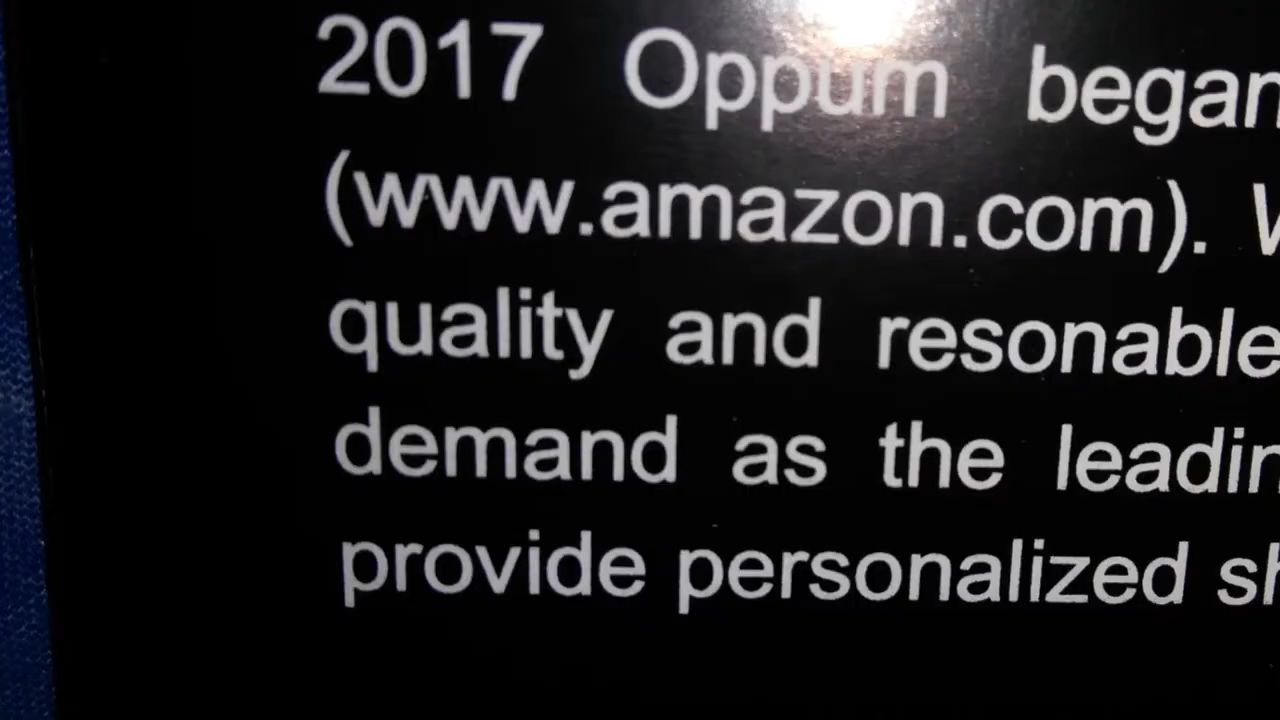 2017 Oppum began
(www.amazon.com).
quality and resonable
demand as the
provide personalized